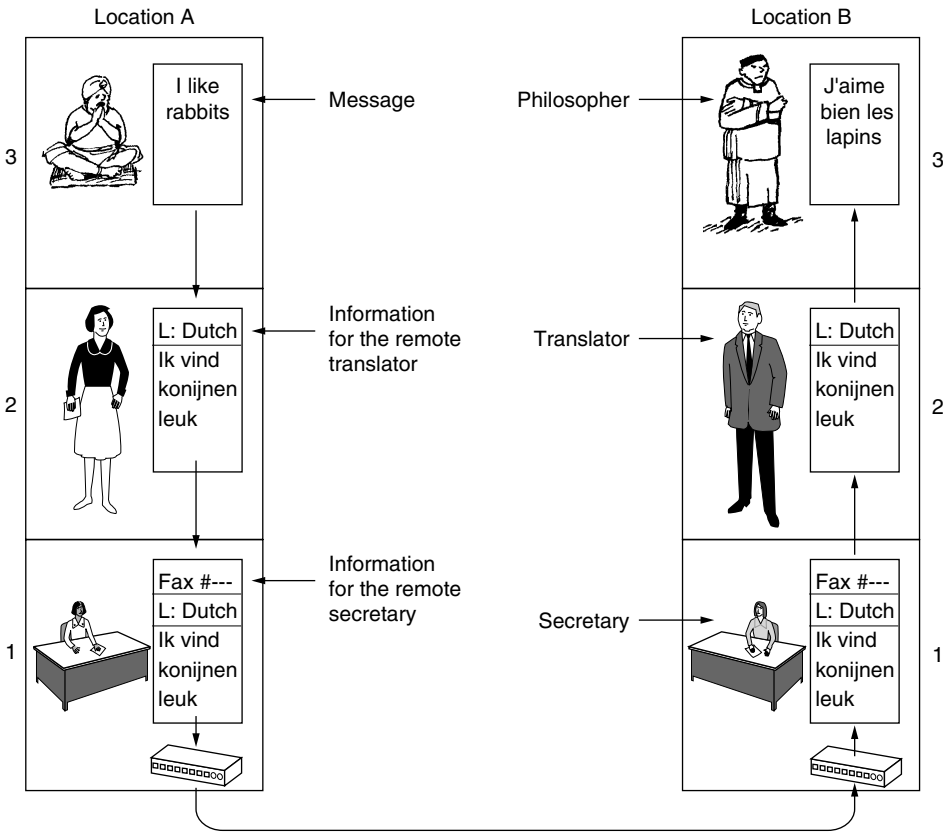 Location A
Location B
3
I like
rabbits
Message
Philosopher
J'aime
bien les
lapins
3
2
L: Dutch
Ik vind
konijnen
leuk
Information
for the remote
translator
Translator
L: Dutch
Ik vind
konijnen
leuk
2
1
Fax #---
L: Dutch
Ik vind
konijnen
leuk
Information
for the remote
secretary
Secretary
Fax #---
L: Dutch
Ik vind
konijnen
leuk
1